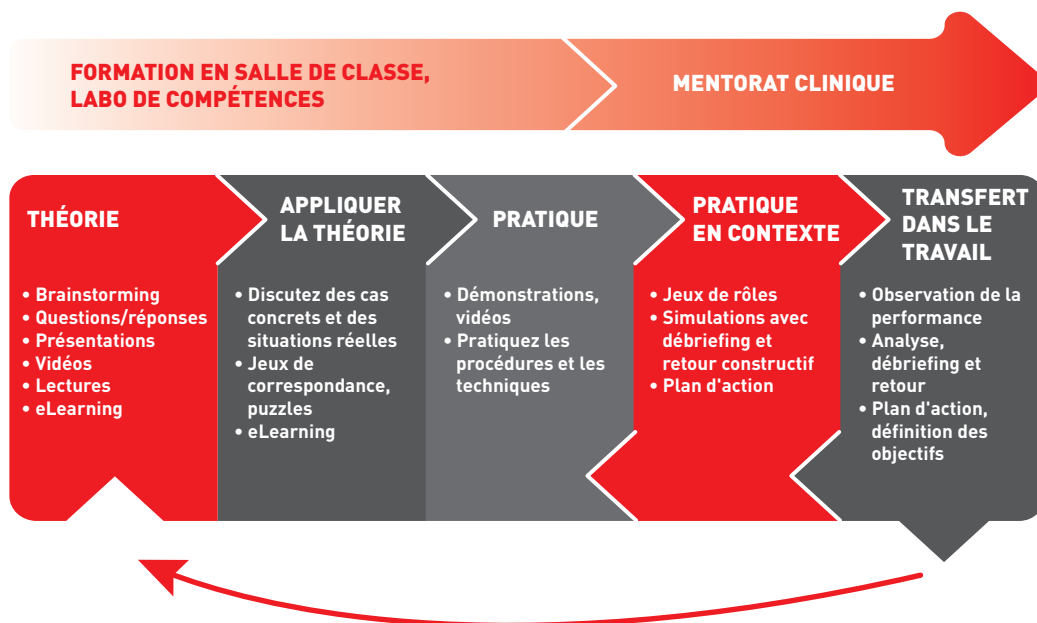 FORMATION EN SALLE DE CLASSE,
LABO DE COMPÉTENCES
MENTORAT CLINIQUE
THÉORIE
• Brainstorming
• Questions/réponses
• Présentations
• Vidéos
• Lectures
• eLearning
APPLIQUER
LA THÉORIE
• Discutez des cas
concrets et des
situations réelles
• Jeux de
correspondance,
puzzles
• eLearning
PRATIQUE
• Démonstrations,
vidéos
• Pratiquez les
procédures et les
techniques
PRATIQUE
EN CONTEXTE
• Jeux de rôles
• Simulations avec
débriefing et
retour constructif
• Plan d'action
TRANSFERT
DANS LE
TRAVAIL
• Observation de la
performance
• Analyse,
débriefing et
retour
• Plan d'action,
définition des
objectifs